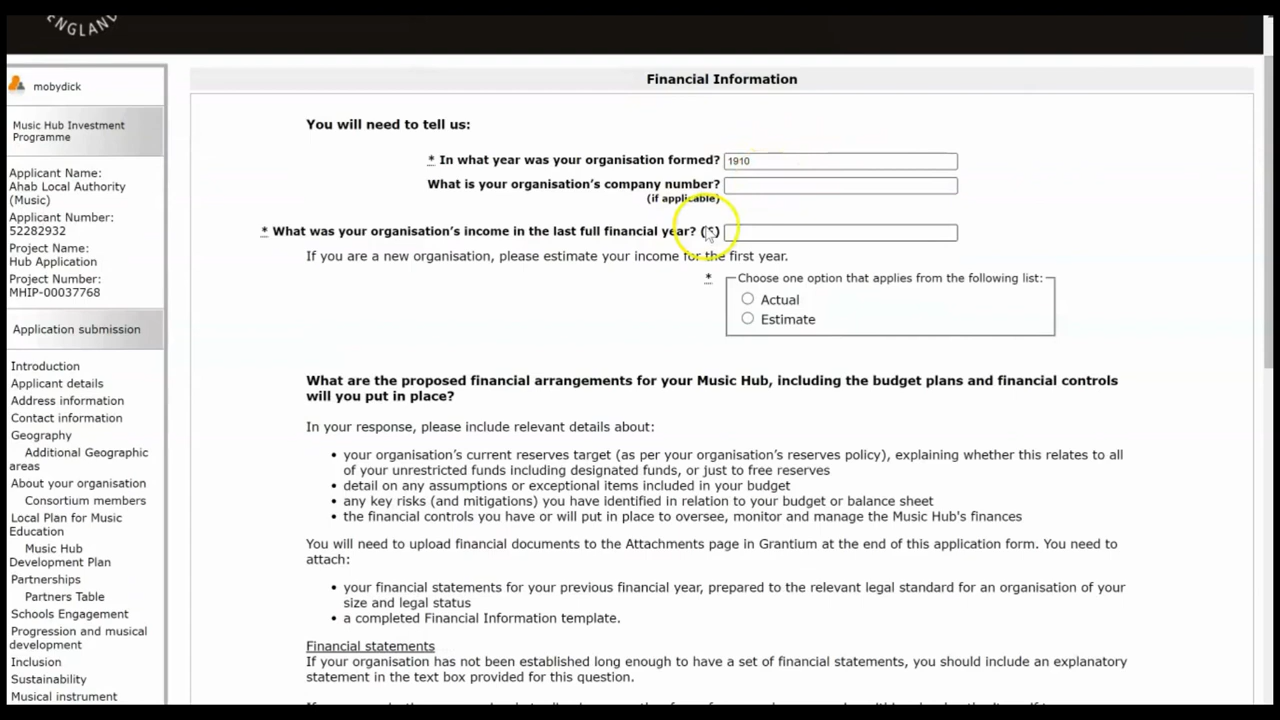 ENGLAND
mobydick
Music Hub Investment
Programme
Applicant Name:
Ahab Local Authority
(Music)
Applicant Number:
52282932
Project Name:
Hub Application
Project Number:
MHIP-00037768
Application submission
Introduction
Applicant details
Address information
Contact information
Geography
Additional Geographic
areas
About your organisation
Consortium members
Local Plan for Music
Education
Music Hub
Development Plan
Partnerships
Partners Table
Schools Engagement
Progression and musical
development
Inclusion
Sustainability
Musical instrument
Financial Information
You will need to tell us:
* In what year was your organisation formed? 1910
What is your organisation’s company number?
(if applicable)
* What was your organisation’s income in the last full financial year?
If you are a new organisation, please estimate your income for the first year.
* Choose one option that applies from the following list:
Actual
Estimate
What are the proposed financial arrangements for your Music Hub, including the budget plans and financial controls
will you put in place?
In your response, please include relevant details about:
• your organisation’s current reserves target (as per your organisation’s reserves policy), explaining whether this relates to all
of your unrestricted funds including designated funds, or just to free reserves
• detail on any assumptions or exceptional items included in your budget
• any key risks (and mitigations) you have identified in relation to your budget or balance sheet
• the financial controls you have or will put in place to oversee, monitor and manage the Music Hub's finances
You will need to upload financial documents to the Attachments page in Grantium at the end of this application form. You need to
attach:
• your financial statements for your previous financial year, prepared to the relevant legal standard for an organisation of your
size and legal status
• a completed Financial Information template.
Financial statements
If your organisation has not been established long enough to have a set of financial statements, you should include an explanatory
statement in the text box provided for this question.